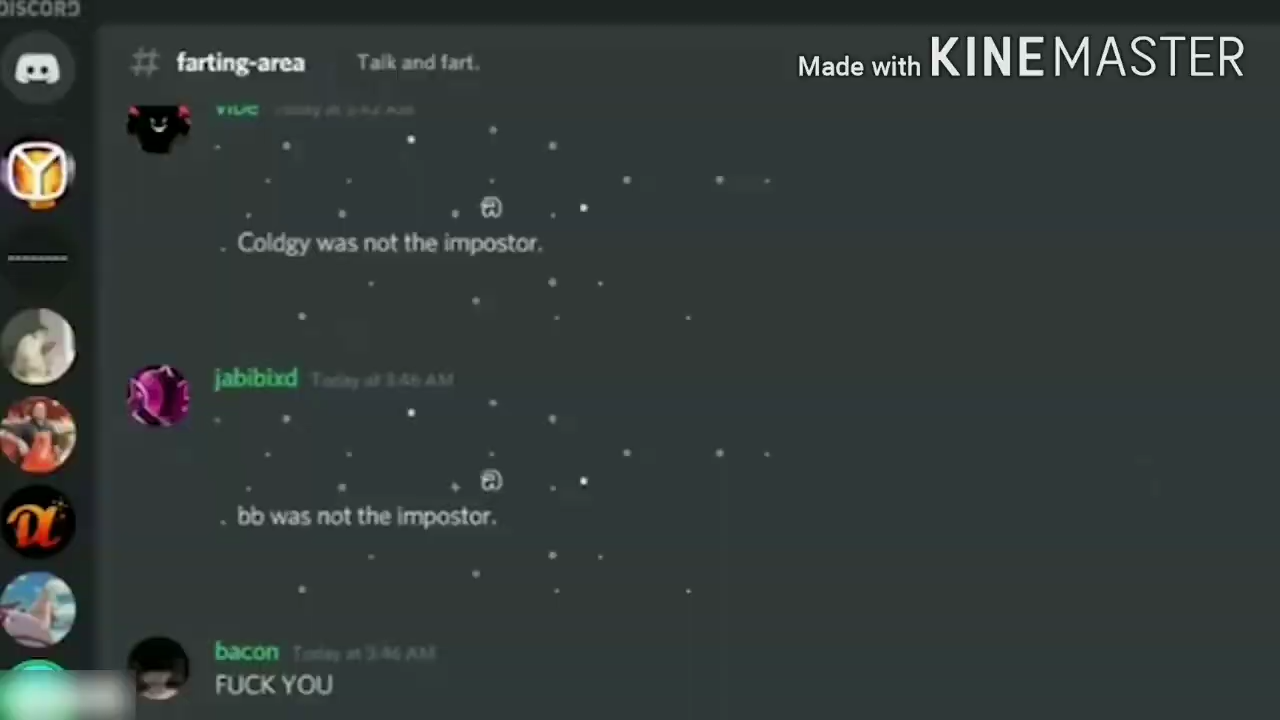 DISCORD
# farting-area Talk and fart.
Made with KINEMASTER
vibe
. Coldgy was not the impostor.
jabibixd Today at 3:46 AM
. bb was not the impostor.
bacon Today at 3:46 AM
FUCK YOU